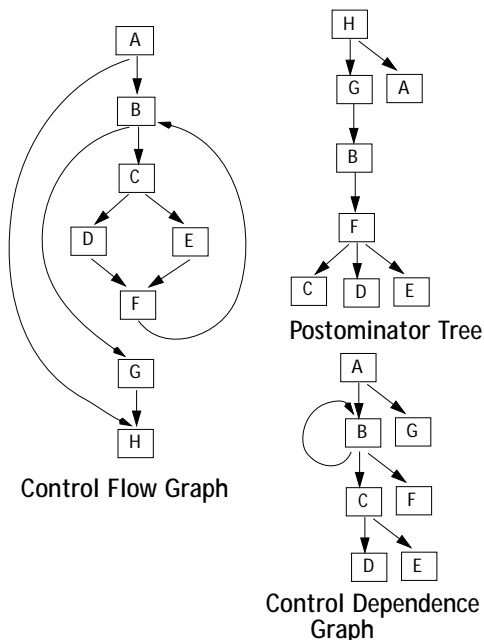 A
B
C
D
E
F
G
H
Control Flow Graph
H
G
A
B
F
C
D
E
Postominator Tree
A
B
G
C
F
D
E
Control Dependence
Graph